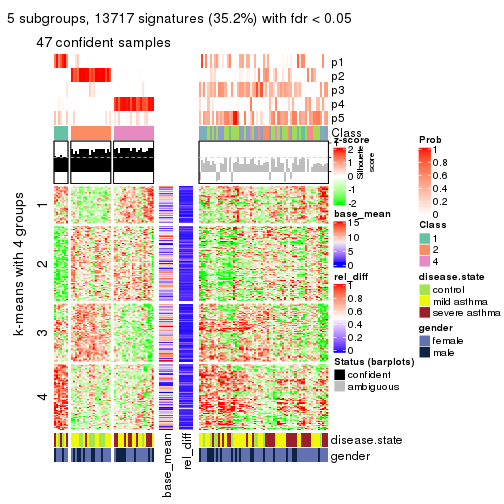 5 subgroups, 13717 signatures (35.2%) with fdr < 0.05
47 confident samples
p1
p2
p3
p4
p5
Class
k-means with 4 groups
1
2
3
4
base_mean
rel_diff
disease.state
gender
z-score
2
1
0
-1
-2
Silhouette
score
base_mean
15
10
5
0
rel_diff
1
0.8
0.6
0.4
0.2
0
Status (barplots)
confident
ambiguous
Prob
1
0.8
0.6
0.4
0.2
0
Class
1
2
4
disease.state
control
mild asthma
severe asthma
gender
female
male